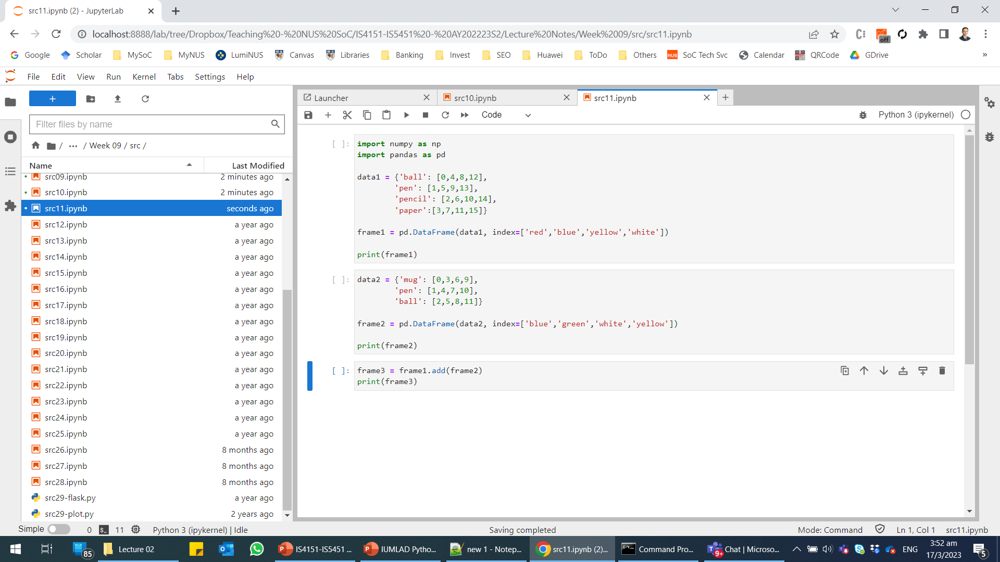 src11.ipynb (2) - JupyterLab
localhost:8888/lab/tree/Dropbox/Teaching%20-%20NUS%20SoC/IS4151-IS5451%20-%20AY202223S2/Lecture%20Notes/Week%2009/src/src11.ipynb
off
Google Scholar MySoC MyNUS LumiNUS Canvas Libraries Banking Invest SEO Huawei ToDo Others NUS SoC Tech Svc Calendar QRCode GDrive »
File Edit View Run Kernel Tabs Settings Help
Filter files by name
/ ··· / Week 09 / src /
Name Last Modified
src09.ipynb 2 minutes ago
src10.ipynb 2 minutes ago
src11.ipynb seconds ago
src12.ipynb a year ago
src13.ipynb a year ago
src14.ipynb a year ago
src15.ipynb a year ago
src16.ipynb a year ago
src17.ipynb a year ago
src18.ipynb a year ago
src19.ipynb a year ago
src20.ipynb a year ago
src21.ipynb a year ago
src22.ipynb a year ago
src23.ipynb a year ago
src24.ipynb a year ago
src25.ipynb a year ago
src26.ipynb 8 months ago
src27.ipynb 8 months ago
src28.ipynb 8 months ago
src29-flask.py a year ago
src29-plot.py 2 years ago
Launcher src10.ipynb src11.ipynb
Code Python 3 (ipykernel)
[ ]: import numpy as np
import pandas as pd
data1 = {'ball': [0,4,8,12],
'pen': [1,5,9,13],
'pencil': [2,6,10,14],
'paper':[3,7,11,15]}
frame1 = pd.DataFrame(data1, index=['red','blue','yellow','white'])
print(frame1)
[ ]: data2 = {'mug': [0,3,6,9],
'pen': [1,4,7,10],
'ball': [2,5,8,11]}
frame2 = pd.DataFrame(data2, index=['blue','green','white','yellow'])
print(frame2)
[ ]: frame3 = frame1.add(frame2)
print(frame3)
Simple 0 $_ 11 Python 3 (ipykernel) | Idle Saving completed Mode: Command Ln 1, Col 1 src11.ipynb
85 Lecture 02 IS4151-IS5451 ... IUMLAD Pytho... new 1 - Notep... src11.ipynb (2)... Command Pro... 9+ Chat | Microso... ENG 3:52 am 5
17/3/2023